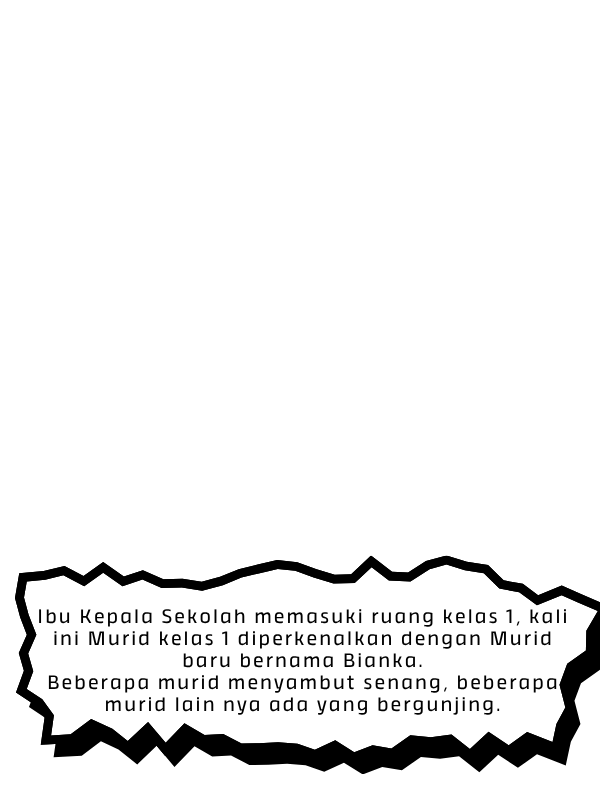 Ibu Kepala Sekolah memasuki ruang kelas 1, kali
ini Murid kelas 1 diperkenalkan dengan Murid
baru bernama Bianka.
Beberapa murid menyambut senang, beberapa
murid lain nya ada yang bergunjing.